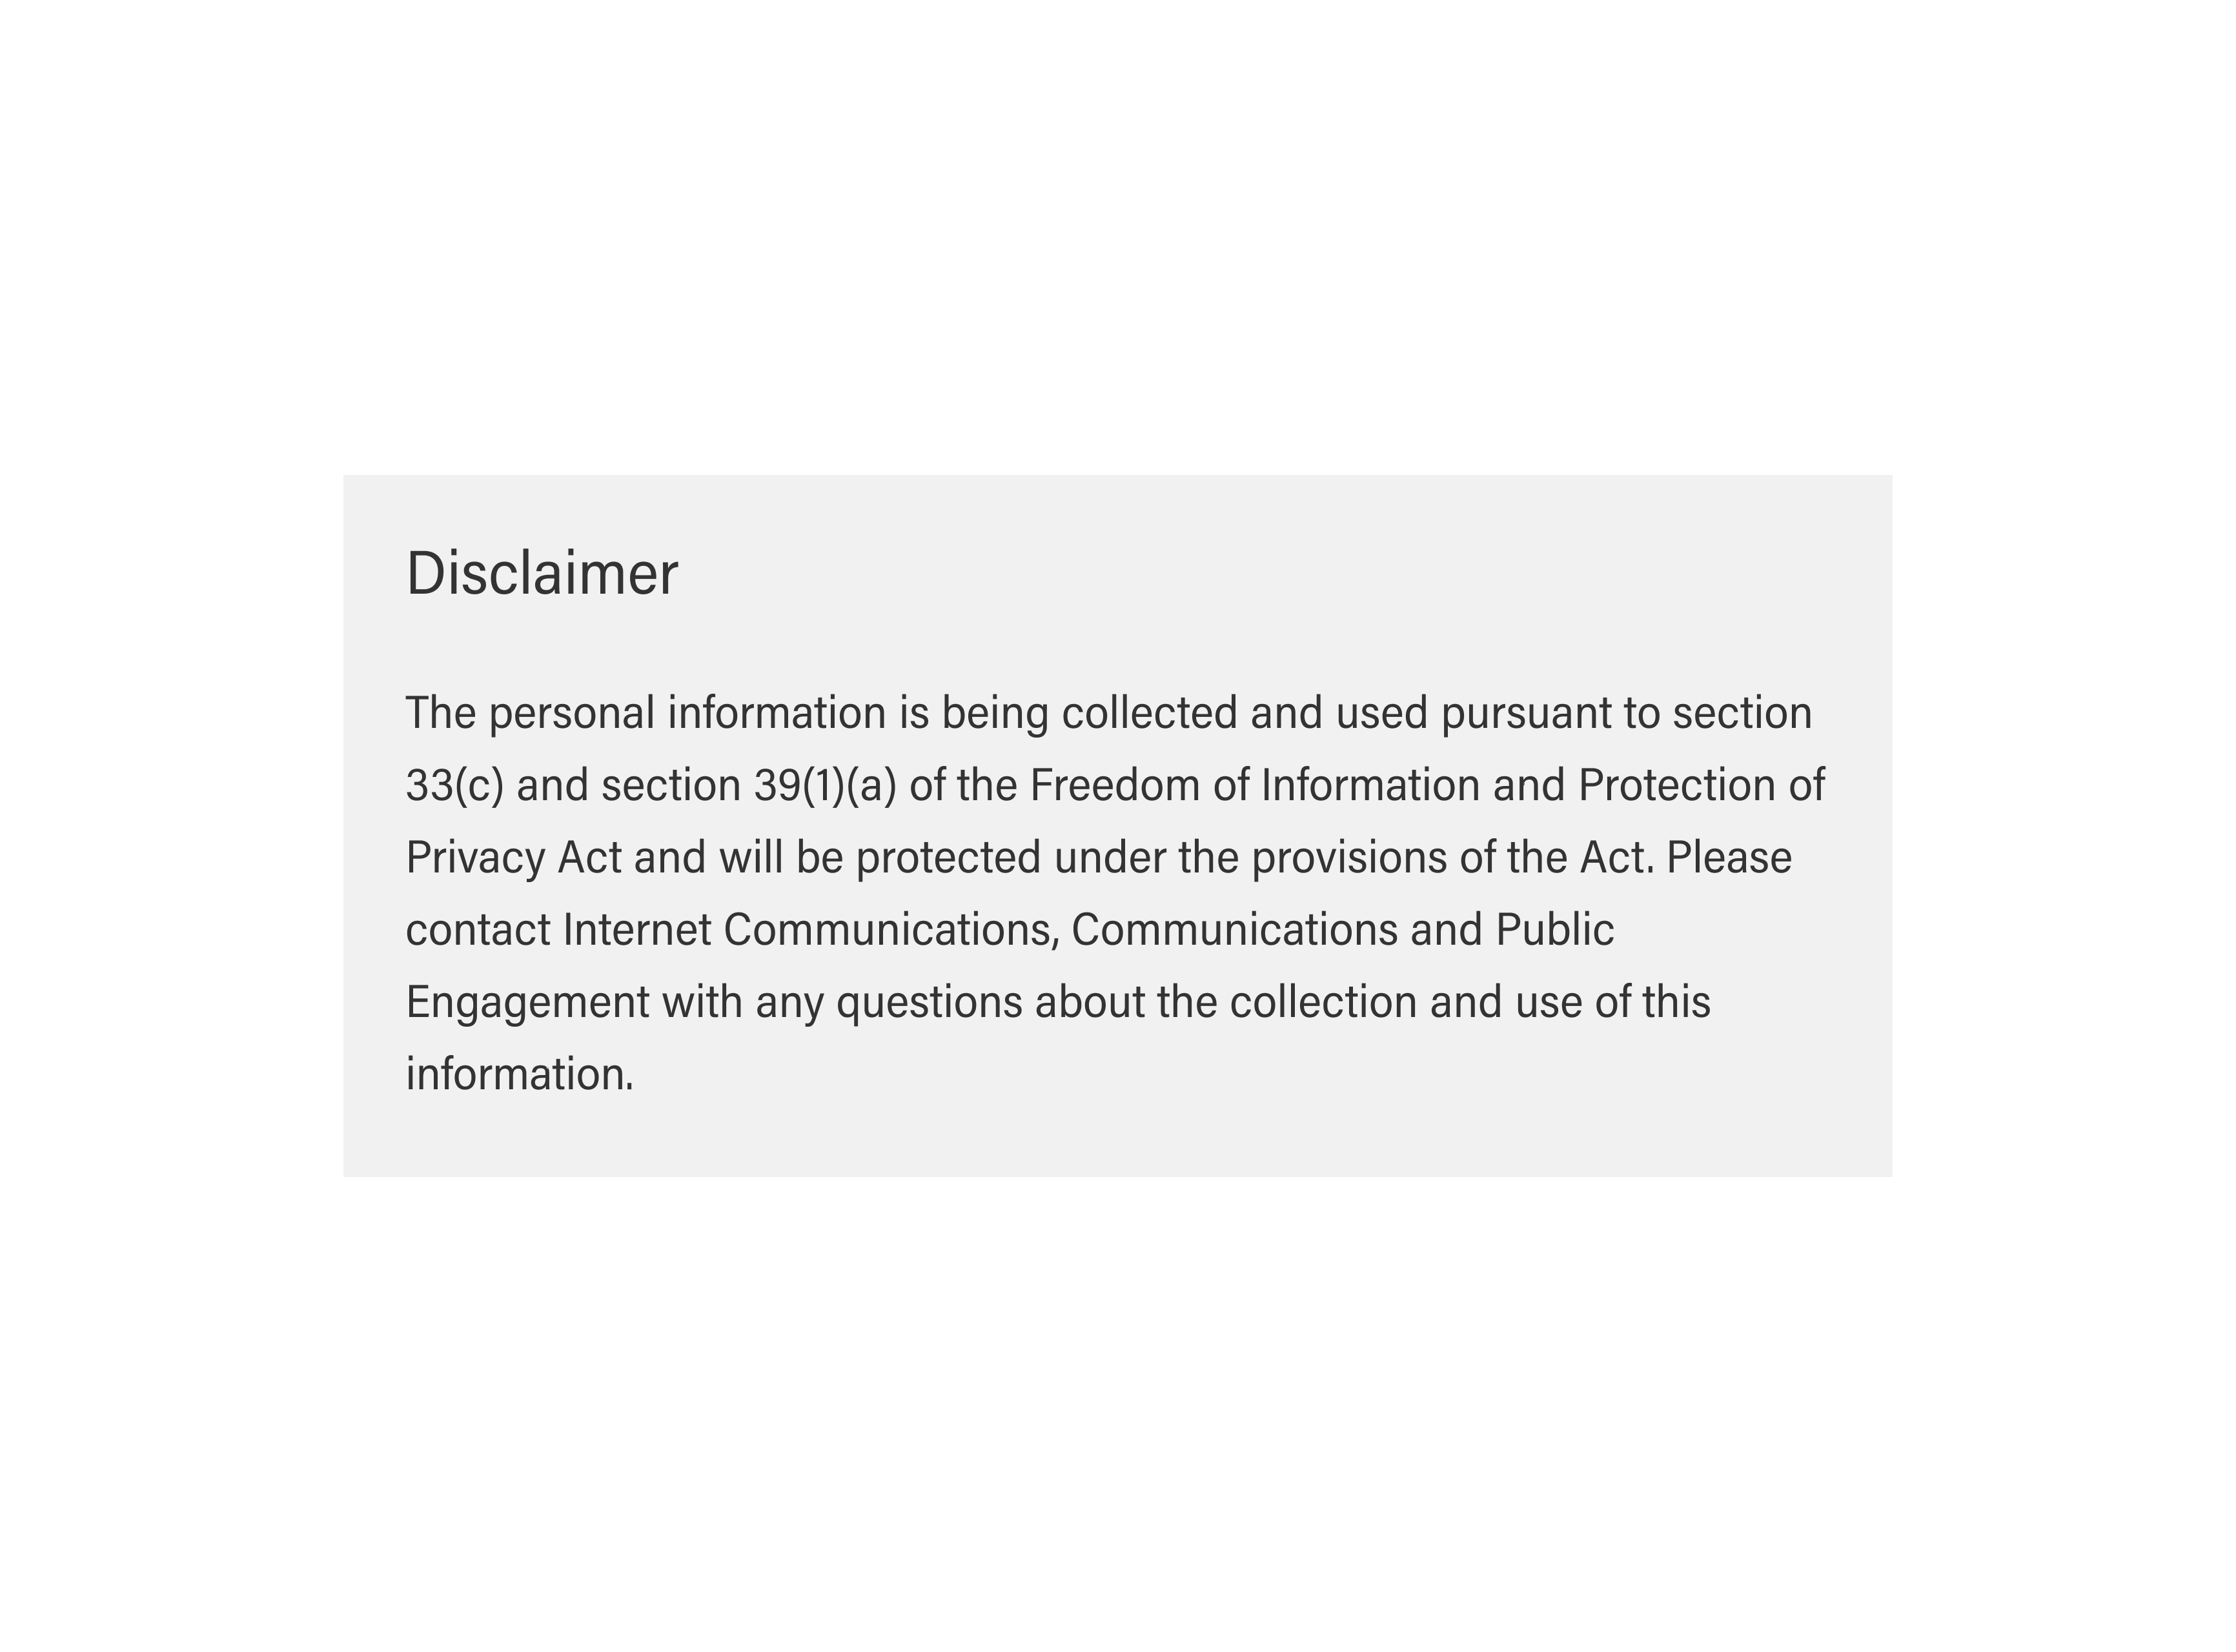 Disclaimer
The personal information is being collected and used pursuant to section
33(c) and section 39(1)(a) of the Freedom of Information and Protection of
Privacy Act and will be protected under the provisions of the Act. Please
contact Internet Communications, Communications and Public
Engagement with any questions about the collection and use of this
information.